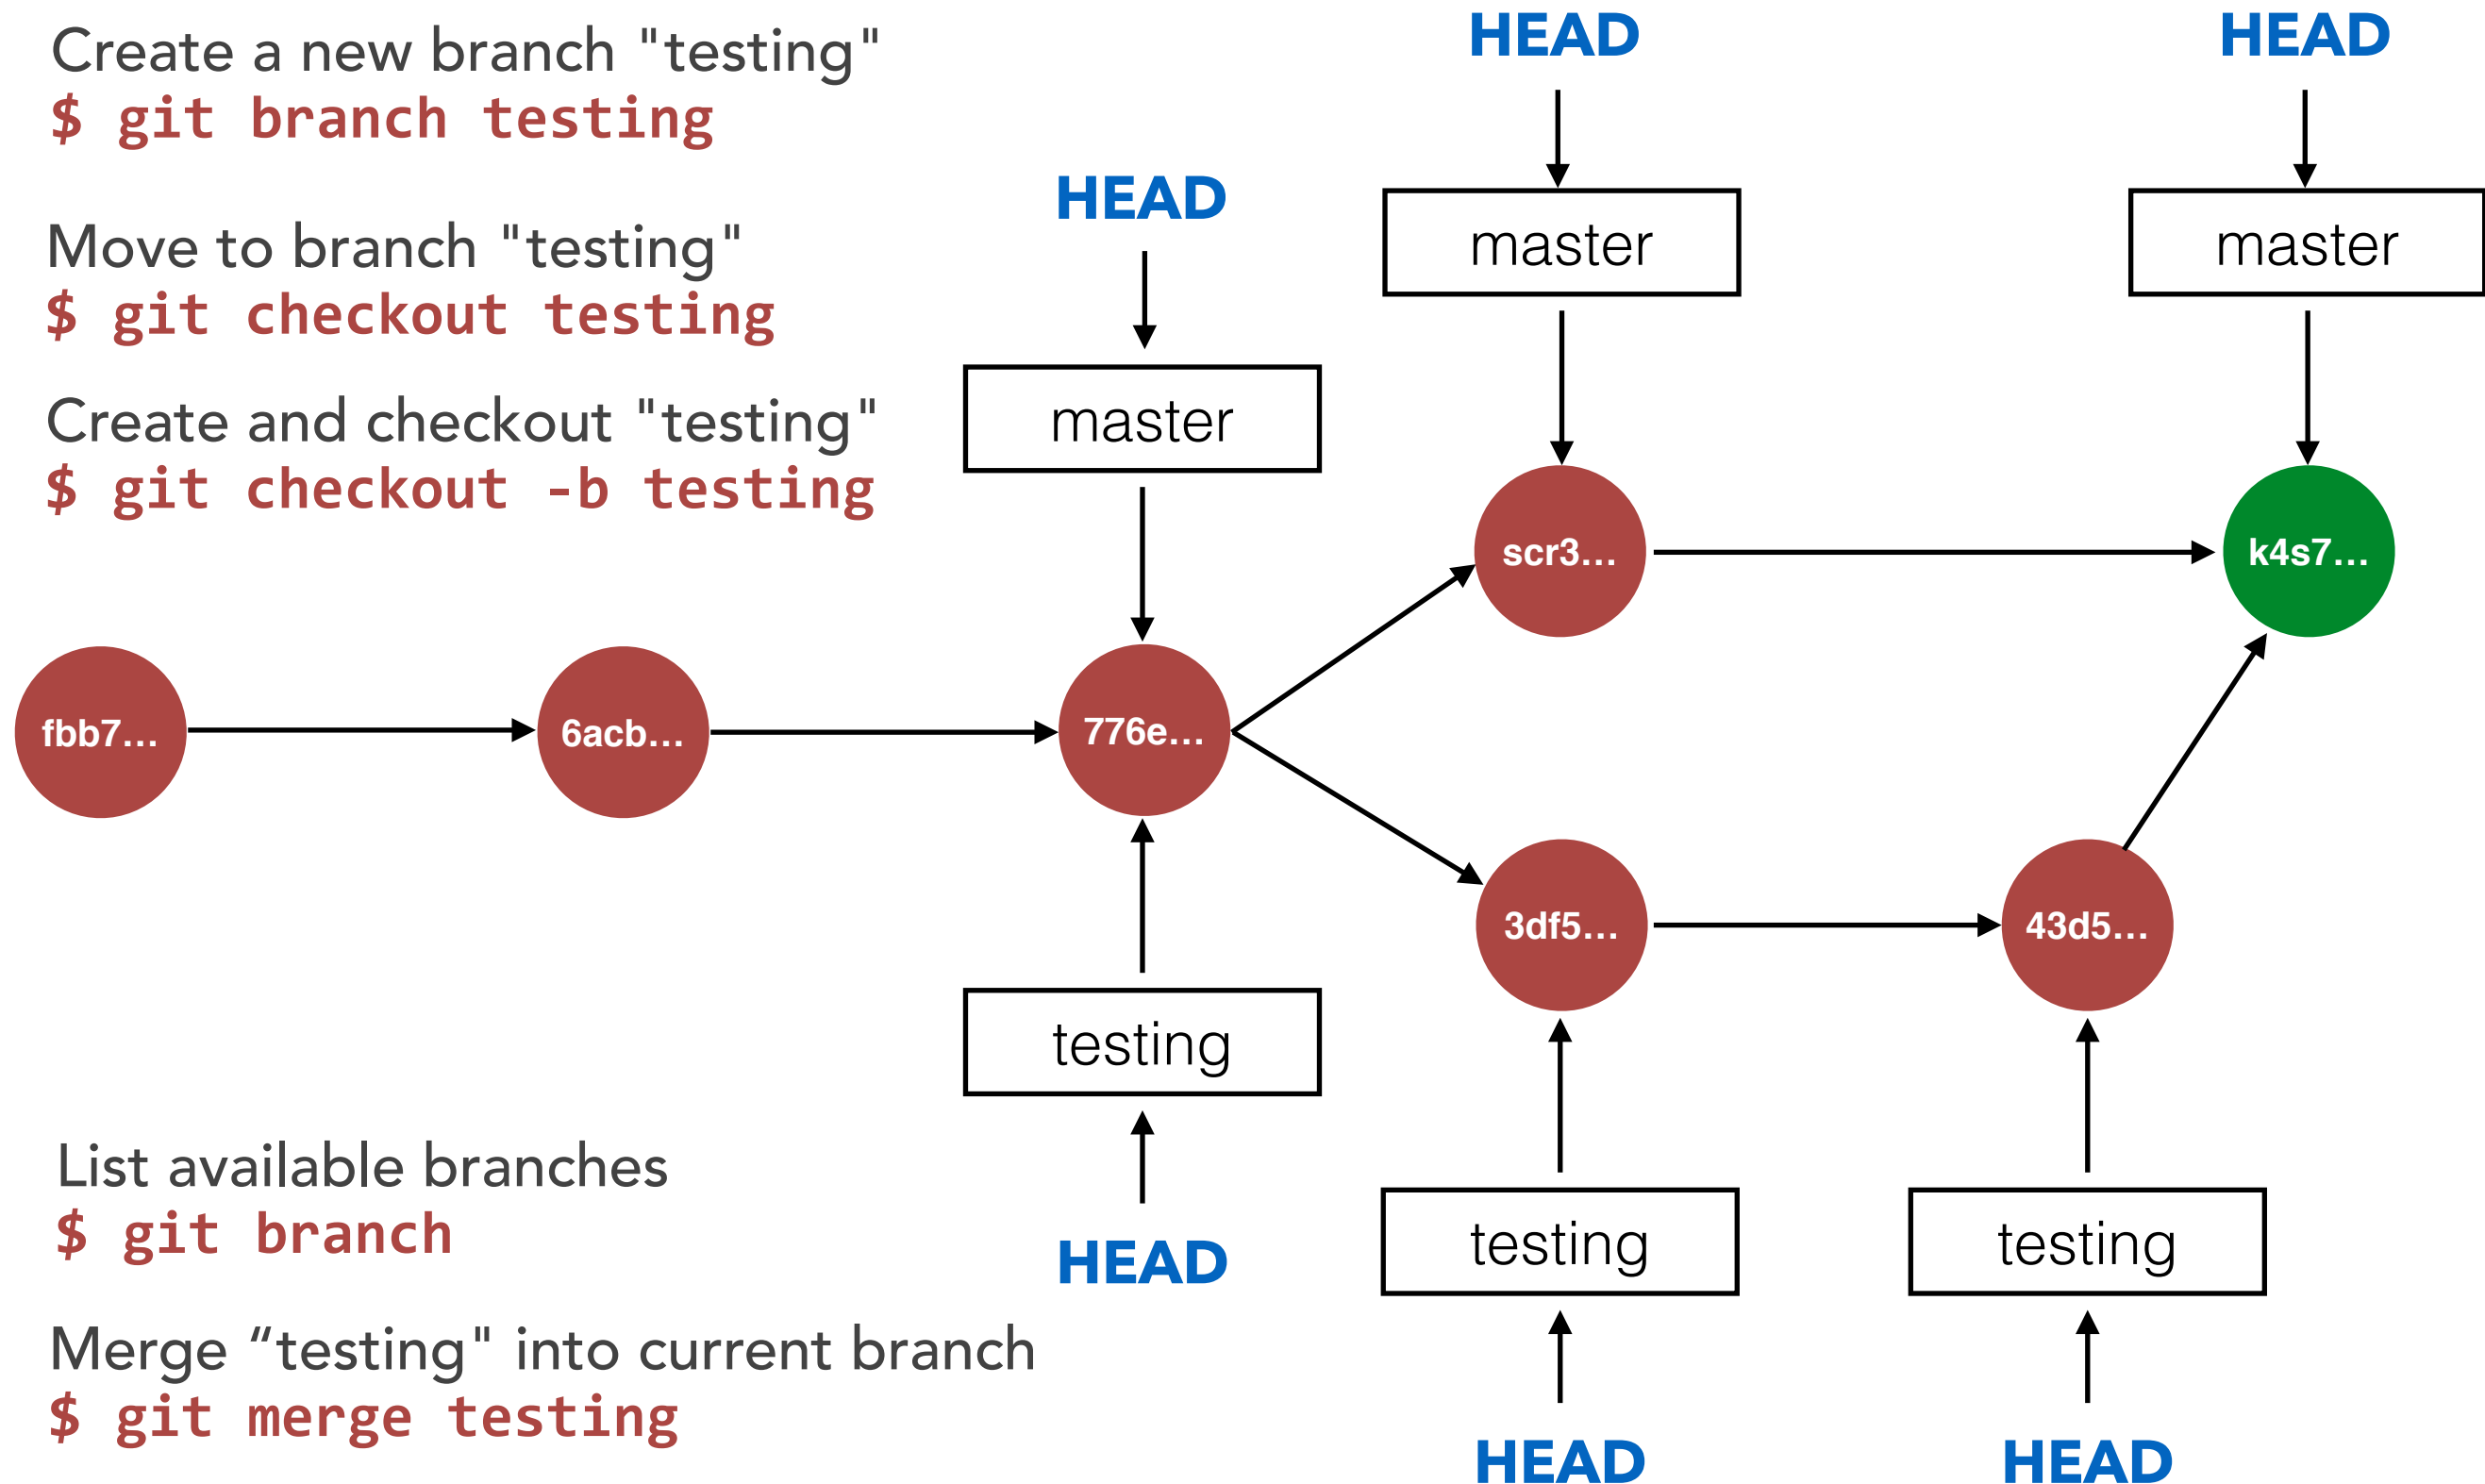 Create a new branch "testing"
$ git branch testing
Move to branch "testing"
$ git checkout testing
Create and checkout "testing"
$ git checkout -b testing
HEAD
HEAD
HEAD
master
master
master
scr3...
k4s7...
fbb7...
6acb...
776e...
3df5...
43d5...
testing
testing
testing
HEAD
HEAD
HEAD
List available branches
$ git branch
Merge “testing" into current branch
$ git merge testing